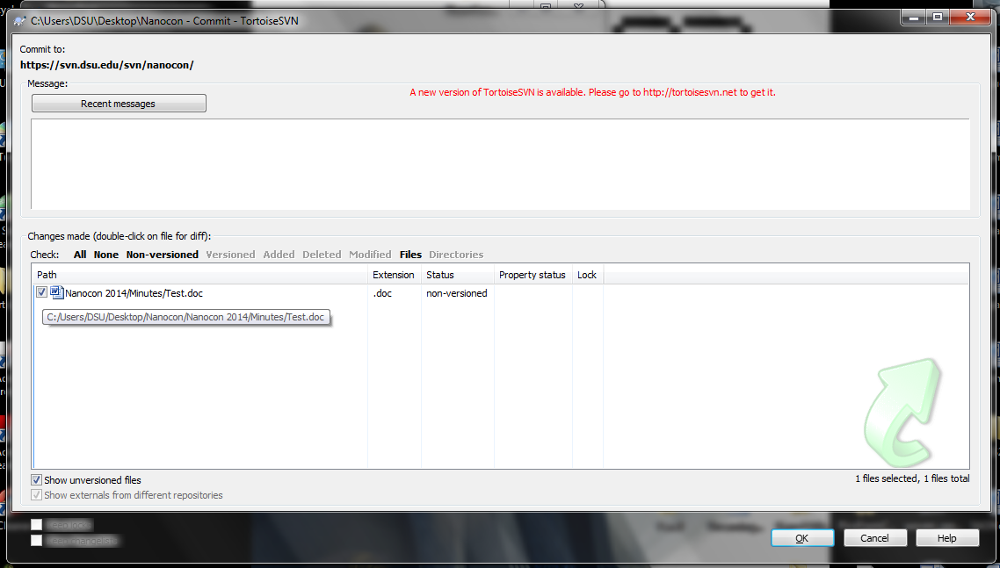 C:\Users\DSU\Desktop\Nanocon - Commit - TortoiseSVN
Commit to:
https://svn.dsu.edu/svn/nanocon/
Message:
A new version of TortoiseSVN is available. Please go to http://tortoisesvn.net to get it.
Recent messages
Changes made (double-click on file for diff):
Check: All None Non-versioned Versioned Added Deleted Modified Files Directories
Path Extension Status Property status Lock
Nanocon 2014/Minutes/Test.doc .doc non-versioned
C:/Users/DSU/Desktop/Nanocon/Nanocon 2014/Minutes/Test.doc
Show unversioned files
1 files selected, 1 files total
Show externals from different repositories
Keep locks
Keep changelists
OK Cancel Help